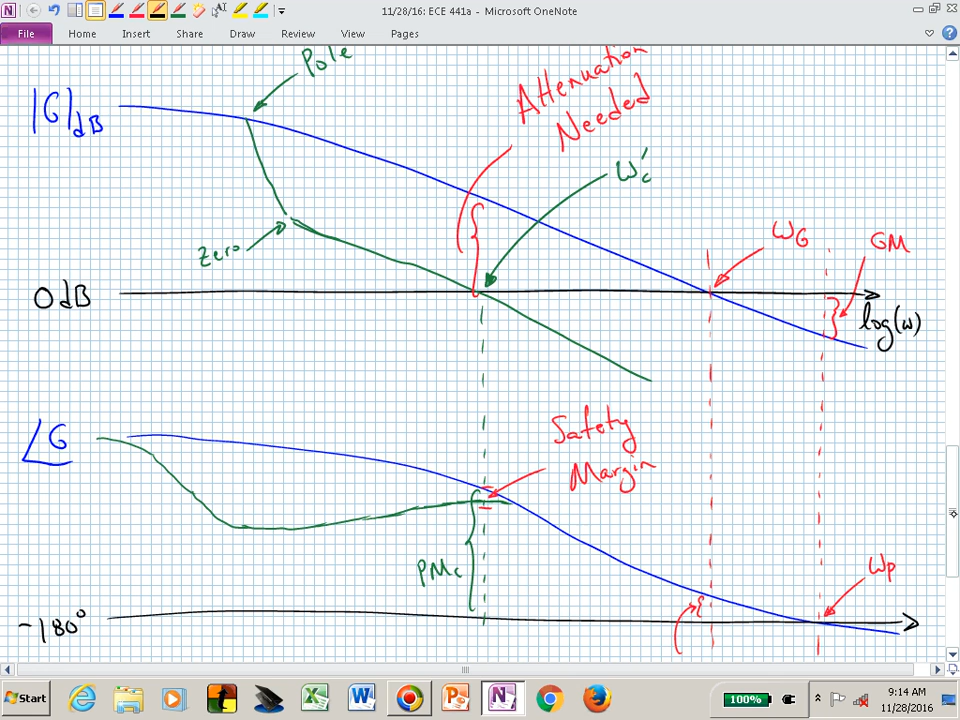 11/28/16: ECE 441a - Microsoft OneNote
File Home Insert Share Draw Review View Pages
Pole
Attenuation
Needed
|G|dB
ωc'
Zero
ωG
GM
0dB
log(ω)
∠G
Safety
Margin
PMc
ωp
-180°
Start
100%
9:14 AM
11/28/2016